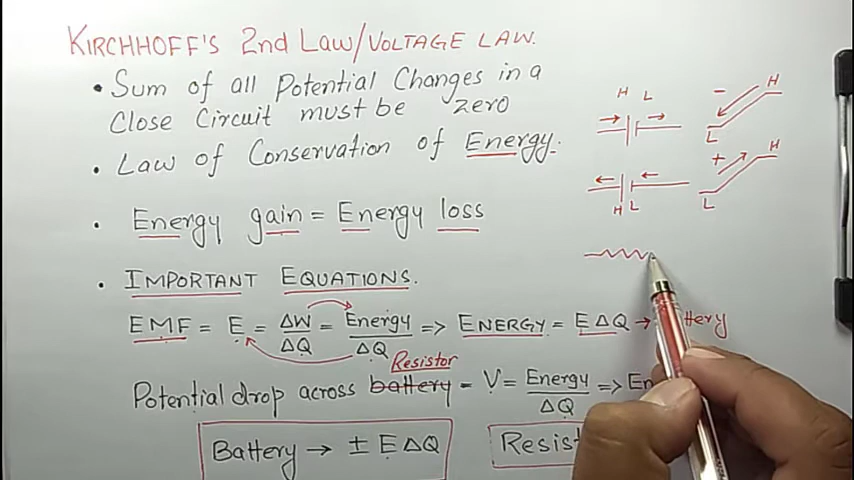 KIRCHHOFF'S 2nd LAW/VOLTAGE LAW.
• Sum of all Potential Changes in a
Close Circuit must be zero
• Law of Conservation of Energy.
• Energy gain = Energy loss
• IMPORTANT EQUATIONS.
EMF = E = ΔW/ΔQ = Energy/ΔQ => ENERGY = EΔQ →
Resistor
Potential drop across battery = V = Energy/ΔQ => En
Battery → ± E ΔQ
H L
- H
L
+ H
L
H L